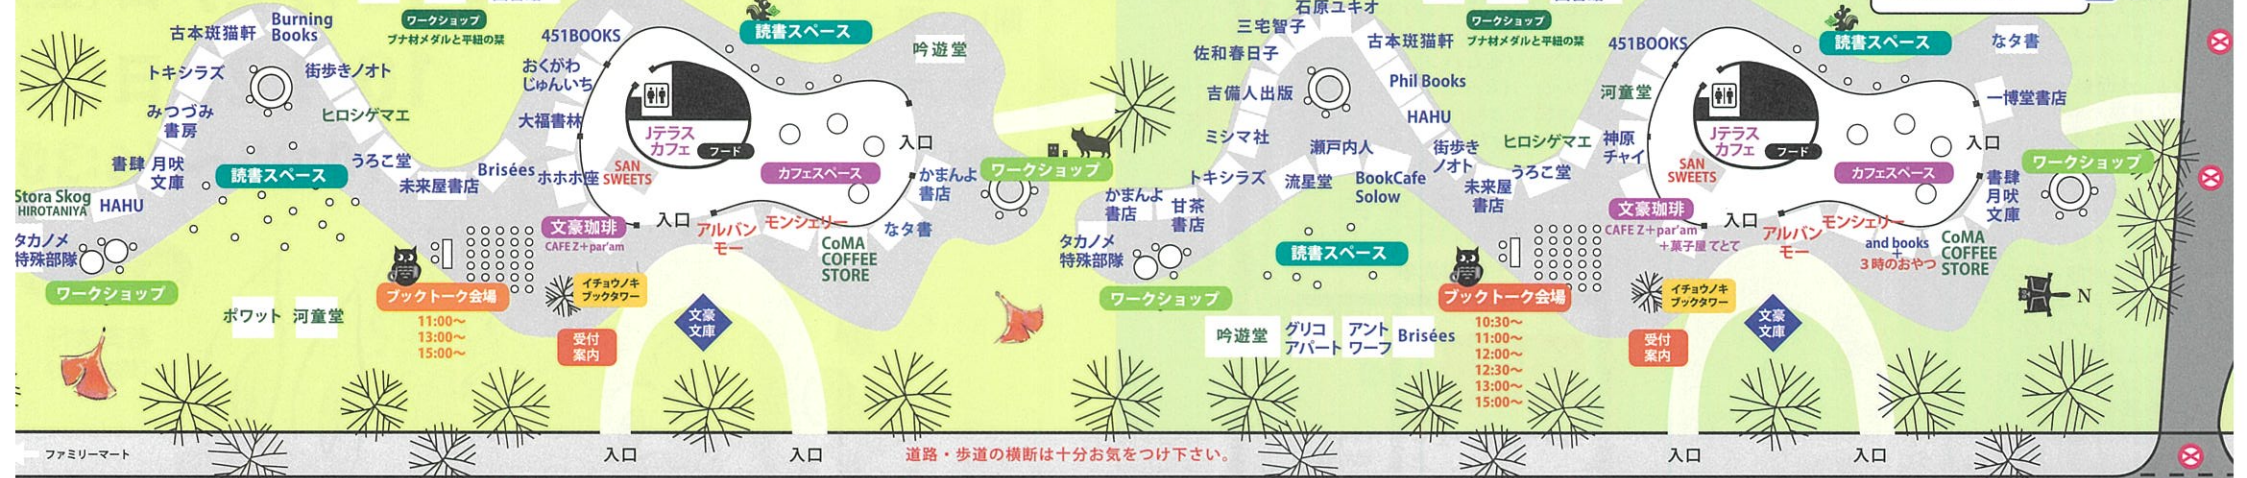 古本斑猫軒
Burning
Books
ワークショップ
ブナ材メダルと平紐の栞
451BOOKS
読書スペース
吟遊堂
トキシラズ
街歩きノオト
おくがわ
じゅんいち
みつづみ
書房
ヒロシゲマエ
大福書林
Jテラス
カフェ
フード
入口
書肆 月吠
文庫
読書スペース
うろこ堂
未来屋書店
Brisées
ホホホ座
SAN
SWEETS
カフェスペース
かまんよ
書店
ワークショップ
Stora Skog
HIROTANIYA
HAHU
文豪珈琲
CAFE Z+par'am
入口
アルバン
モー
モンシェリー
CoMA
COFFEE
STORE
なタ書
タカノメ
特殊部隊
ワークショップ
ポワット
河童堂
ブックトーク会場
11:00〜
13:00〜
15:00〜
イチョウノキ
ブックタワー
受付
案内
文豪
文庫
石原ユキオ
三宅智子
佐和春日子
古本斑猫軒
ワークショップ
ブナ材メダルと平紐の栞
451BOOKS
読書スペース
なタ書
吉備人出版
Phil Books
河童堂
一博堂書店
ミシマ社
HAHU
瀬戸内人
街歩き
ノオト
ヒロシゲマエ
神原
チャイ
Jテラス
カフェ
フード
入口
トキシラズ
流星堂
BookCafe
Solow
未来屋
書店
うろこ堂
SAN
SWEETS
カフェスペース
ワークショップ
書肆
月吠
文庫
かまんよ
書店
甘茶
書店
タカノメ
特殊部隊
読書スペース
文豪珈琲
CAFE Z+par'am
+菓子屋 てとて
入口
アルバン
モー
モンシェリー
and books
+
3時のおやつ
CoMA
COFFEE
STORE
ワークショップ
吟遊堂
グリコ
アパート
アント
ワーフ
Brisées
ブックトーク会場
10:30〜
11:00〜
12:00〜
12:30〜
13:00〜
15:00〜
イチョウノキ
ブックタワー
受付
案内
文豪
文庫
N
ファミリーマート
入口
入口
道路・歩道の横断は十分お気をつけ下さい。
入口
入口